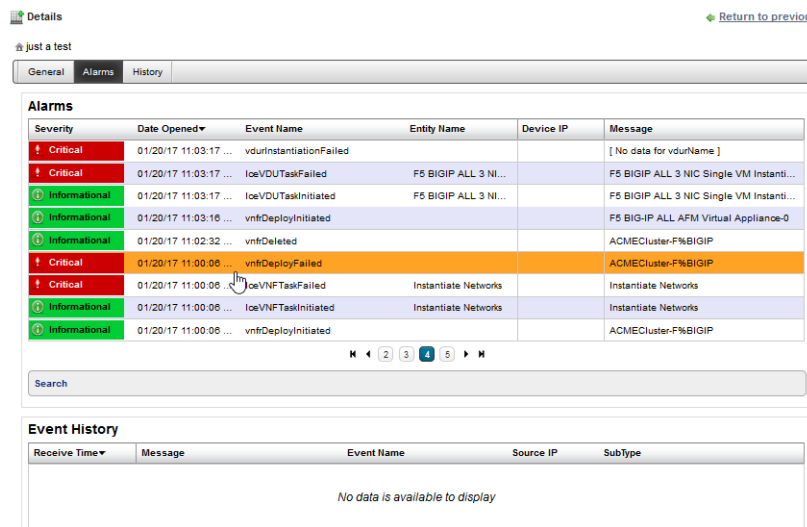 Details
Return to previou
just a test
General Alarms History
Alarms
Severity Date Opened▾ Event Name Entity Name Device IP Message
Critical 01/20/17 11:03:17 ... vdurInstantiationFailed [ No data for vdurName ]
Critical 01/20/17 11:03:17 ... IceVDUTaskFailed F5 BIGIP ALL 3 NI... F5 BIGIP ALL 3 NIC Single VM Instanti...
Informational 01/20/17 11:03:17 ... IceVDUTaskInitiated F5 BIGIP ALL 3 NI... F5 BIGIP ALL 3 NIC Single VM Instanti...
Informational 01/20/17 11:03:16 ... vnfrDeployInitiated F5 BIG-IP ALL AFM Virtual Appliance-0
Informational 01/20/17 11:02:32 ... vnfrDeleted ACMECluster-F%BIGIP
Critical 01/20/17 11:00:06 ... vnfrDeployFailed ACMECluster-F%BIGIP
Critical 01/20/17 11:00:06 ... IceVNFTaskFailed Instantiate Networks Instantiate Networks
Informational 01/20/17 11:00:06 ... IceVNFTaskInitiated Instantiate Networks Instantiate Networks
Informational 01/20/17 11:00:06 ... vnfrDeployInitiated ACMECluster-F%BIGIP
2 3 4 5
Search
Event History
Receive Time▾ Message Event Name Source IP SubType
No data is available to display